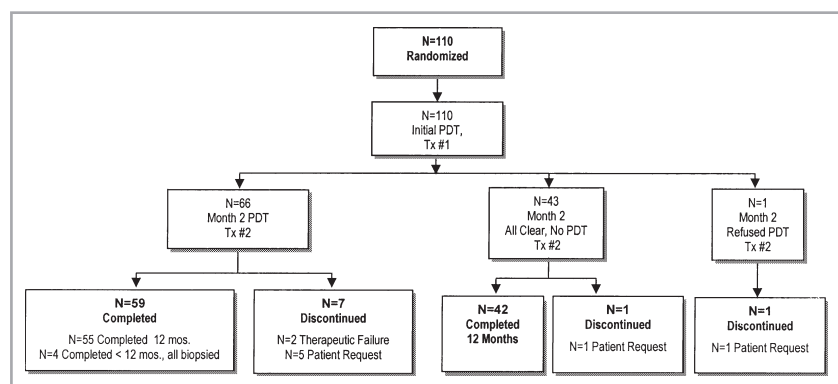 N=110
Randomized
N=110
Initial PDT,
Tx #1
N=66
Month 2 PDT
Tx #2
N=43
Month 2
All Clear, No PDT
Tx #2
N=1
Month 2
Refused PDT
Tx #2
N=59
Completed
N=55 Completed 12 mos.
N=4 Completed < 12 mos., all biopsied
N=7
Discontinued
N=2 Therapeutic Failure
N=5 Patient Request
N=42
Completed
12 Months
N=1
Discontinued
N=1 Patient Request
N=1
Discontinued
N=1 Patient Request